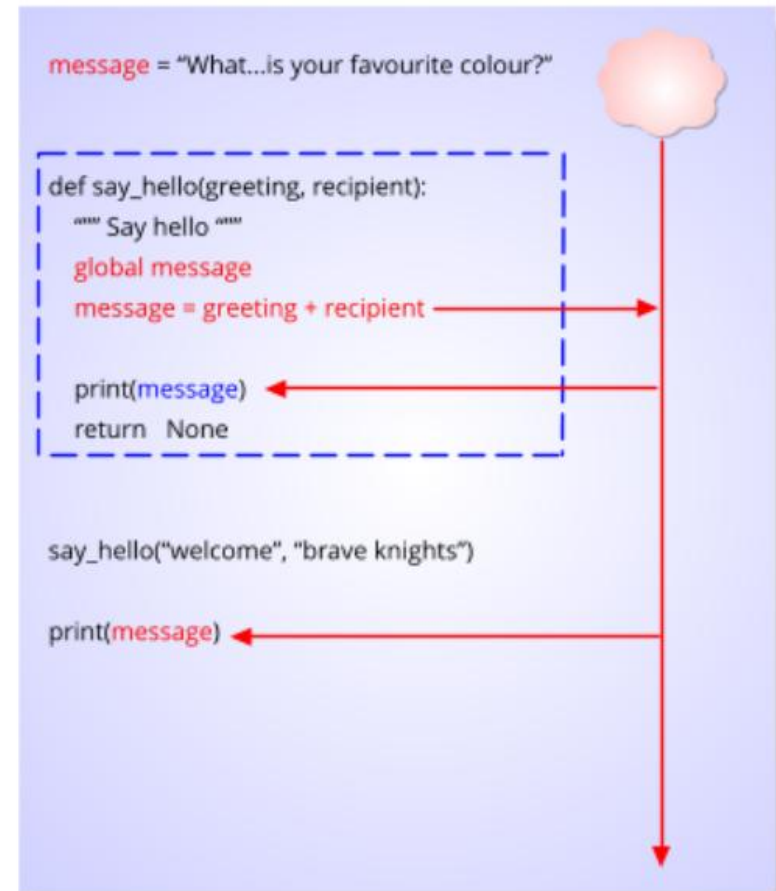 message = “What...is your favourite colour?”
def say_hello(greeting, recipient):
“”” Say hello “””
global message
message = greeting + recipient
print(message)
return None
say_hello(“welcome”, “brave knights”)
print(message)